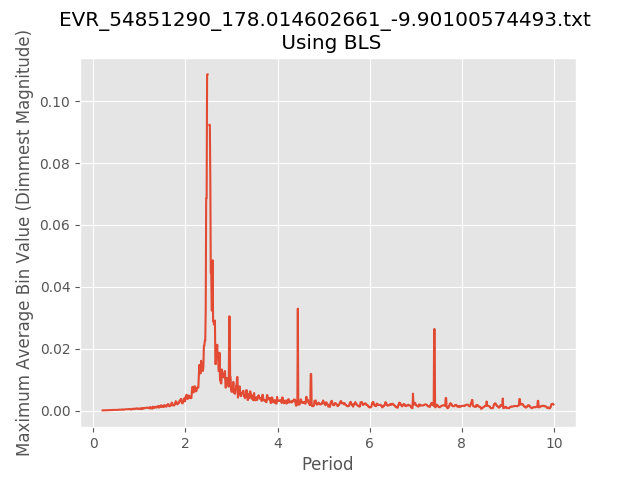 EVR_54851290_178.014602661_-9.90100574493.txt
Using BLS
Maximum Average Bin Value (Dimmest Magnitude)
0.10
0.08
0.06
0.04
0.02
0.00
0 2 4 6 8 10
Period